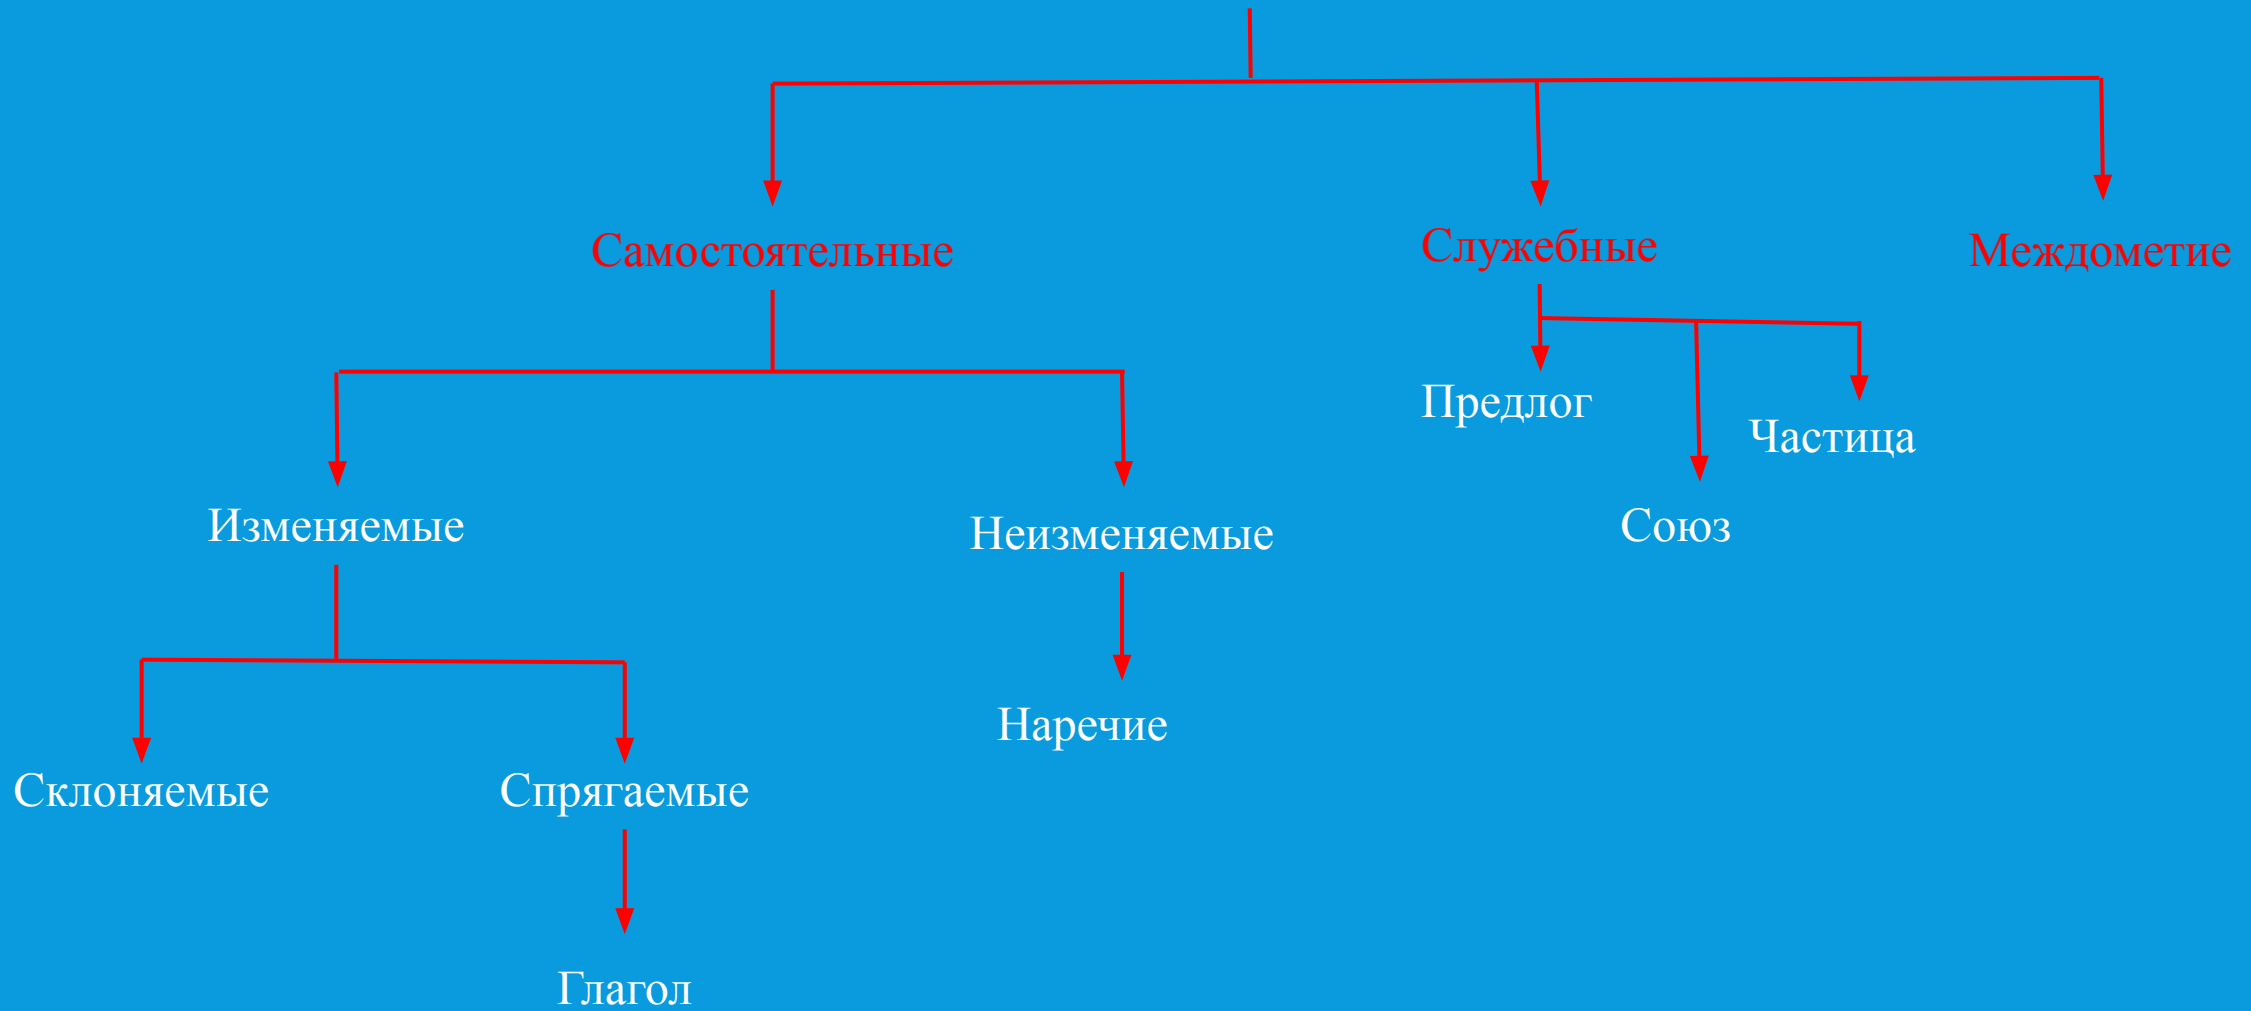 Самостоятельные
Служебные
Междометие
Предлог
Частица
Союз
Изменяемые
Неизменяемые
Наречие
Склоняемые
Спрягаемые
Глагол